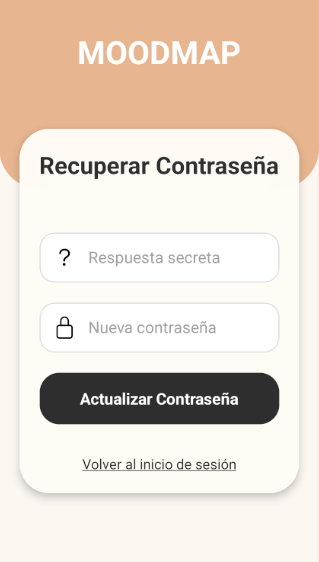 MOODMAP
Recuperar Contraseña
? Respuesta secreta
Nueva contraseña
Actualizar Contraseña
Volver al inicio de sesión